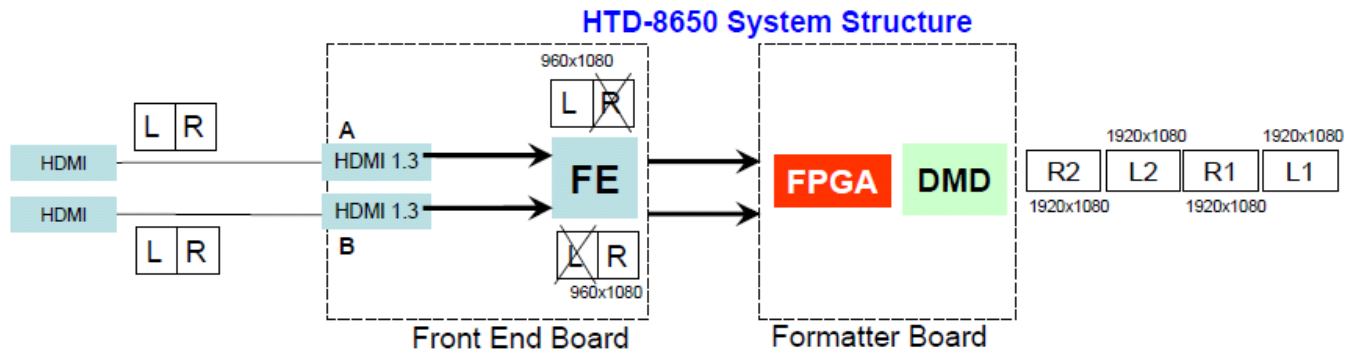 HTD-8650 System Structure
960x1080
L R
L R
A
HDMI
HDMI 1.3
FE
FPGA
DMD
1920x1080
1920x1080
R2
L2
R1
L1
1920x1080
1920x1080
HDMI
HDMI 1.3
B
L R
L R
960x1080
Front End Board
Formatter Board